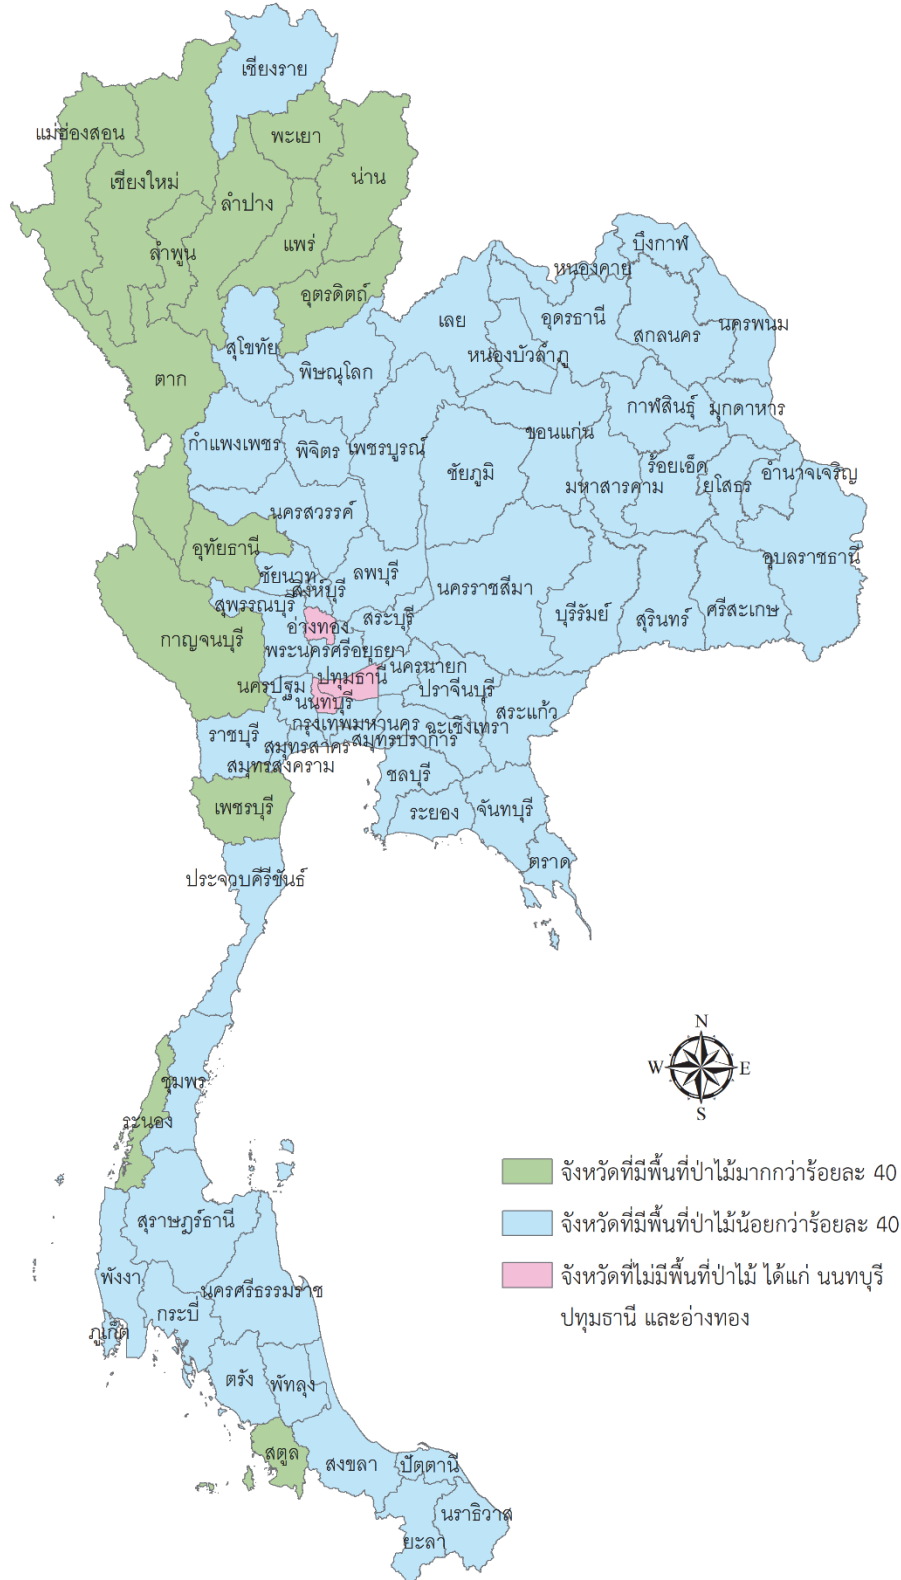 เชียงราย
แม่ฮ่องสอน
พะเยา
เชียงใหม่
น่าน
ลำปาง
แพร่
ลำพูน
อุตรดิตถ์
บึงกาฬ
หนองคาย
เลย
อุดรธานี
นครพนม
สกลนคร
สุโขทัย
หนองบัวลำภู
พิษณุโลก
ตาก
กาฬสินธุ์
มุกดาหาร
กำแพงเพชร
พิจิตร
เพชรบูรณ์
ขอนแก่น
ชัยภูมิ
ร้อยเอ็ด
มหาสารคาม
ยโสธร
อำนาจเจริญ
นครสวรรค์
อุทัยธานี
อุบลราชธานี
ชัยนาท
ลพบุรี
สิงห์บุรี
นครราชสีมา
สุพรรณบุรี
อ่างทอง
สระบุรี
บุรีรัมย์
สุรินทร์
ศรีสะเกษ
กาญจนบุรี
พระนครศรีอยุธยา
นครนายก
ปทุมธานี
นครปฐม
ปราจีนบุรี
นนทบุรี
สระแก้ว
กรุงเทพมหานคร
ฉะเชิงเทรา
ราชบุรี
สมุทรสาคร
สมุทรปราการ
สมุทรสงคราม
ชลบุรี
เพชรบุรี
ระยอง
จันทบุรี
ตราด
ประจวบคีรีขันธ์
N
W
E
S
ชุมพร
ระนอง
จังหวัดที่มีพื้นที่ป่าไม้มากกว่าร้อยละ 40
สุราษฎร์ธานี
จังหวัดที่มีพื้นที่ป่าไม้น้อยกว่าร้อยละ 40
พังงา
นครศรีธรรมราช
จังหวัดที่ไม่มีพื้นที่ป่าไม้ ได้แก่ นนทบุรี
ปทุมธานี และอ่างทอง
กระบี่
ภูเก็ต
ตรัง
พัทลุง
สตูล
สงขลา
ปัตตานี
นราธิวาส
ยะลา